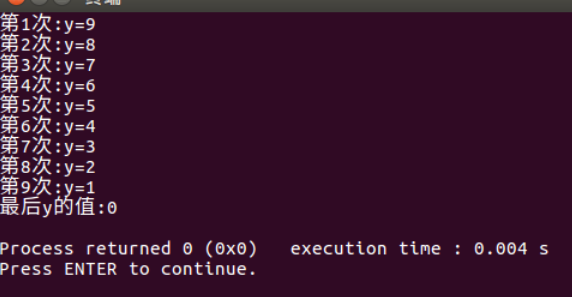 终端
第1次:y=9
第2次:y=8
第3次:y=7
第4次:y=6
第5次:y=5
第6次:y=4
第7次:y=3
第8次:y=2
第9次:y=1
最后y的值:0
Process returned 0 (0x0)   execution time : 0.004 s
Press ENTER to continue.